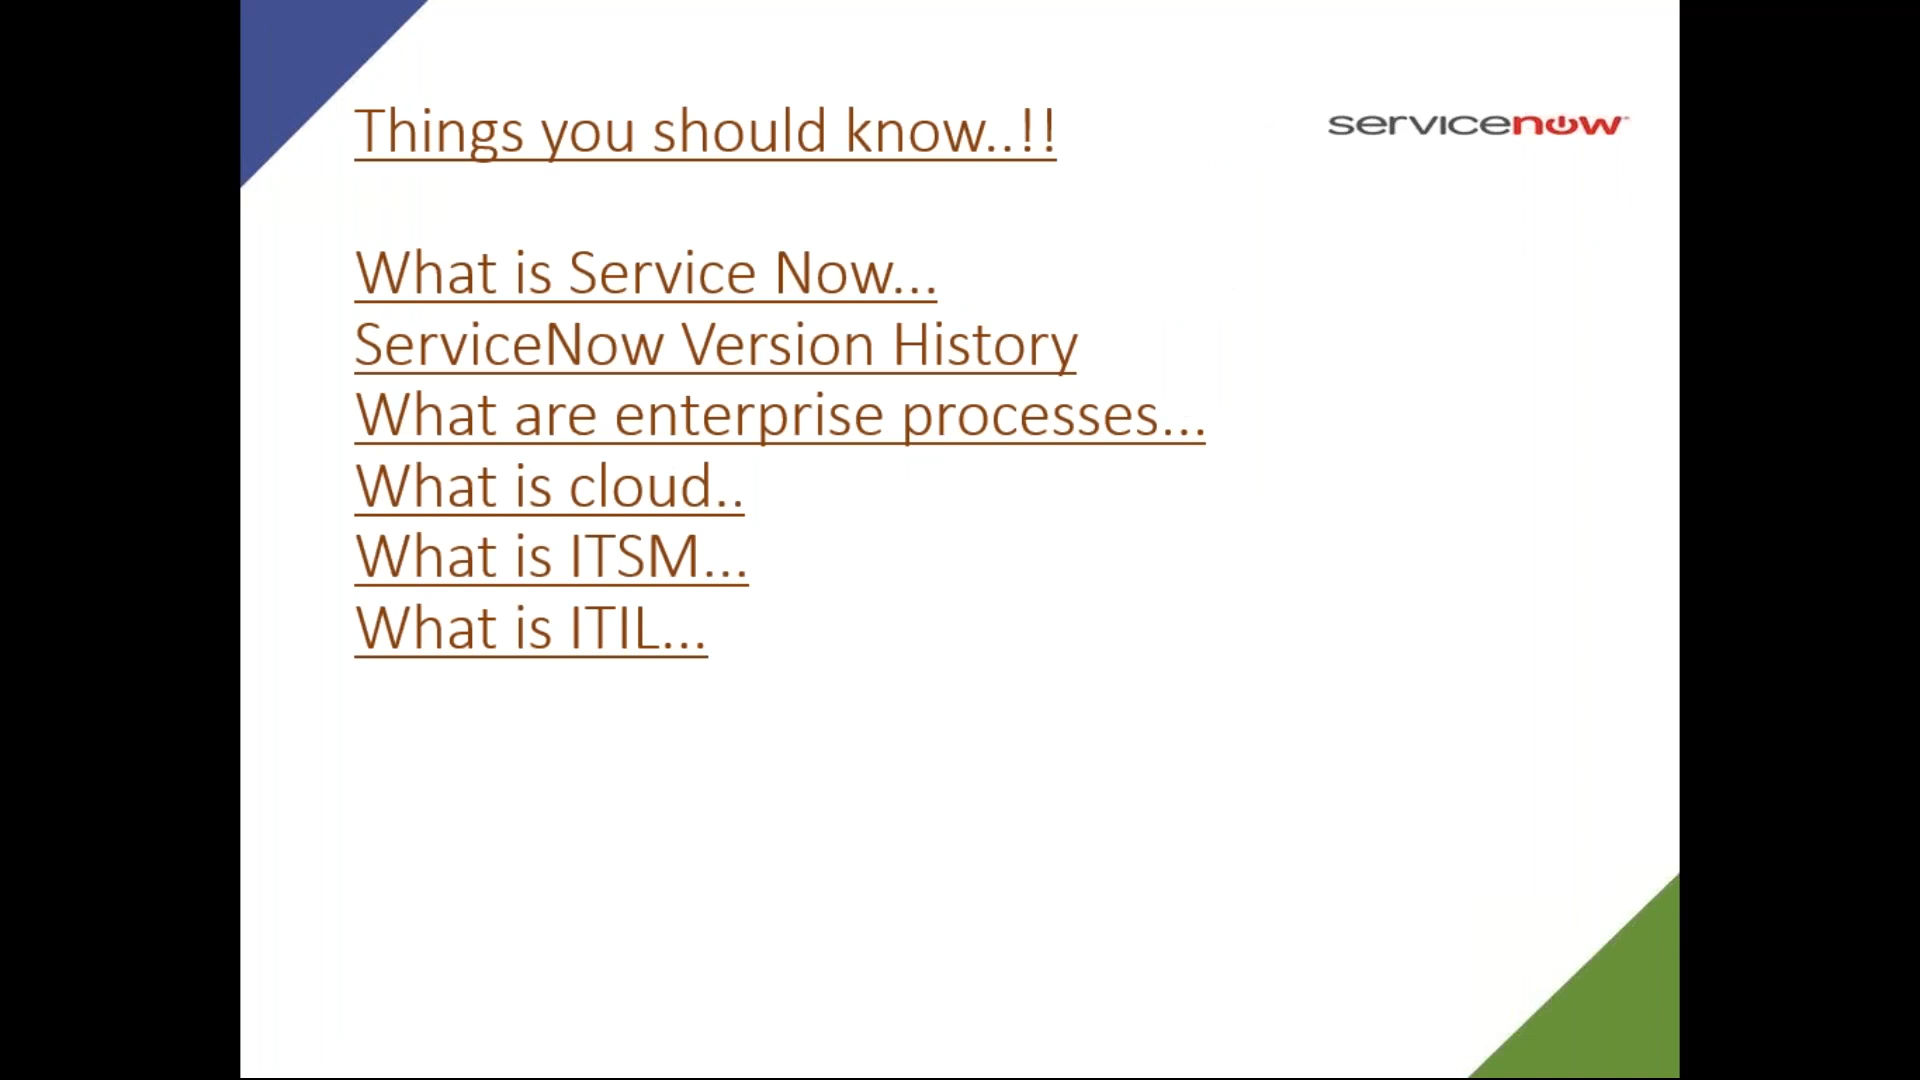 Things you should know..!!
servicenow
What is Service Now...
ServiceNow Version History
What are enterprise processes...
What is cloud..
What is ITSM...
What is ITIL...